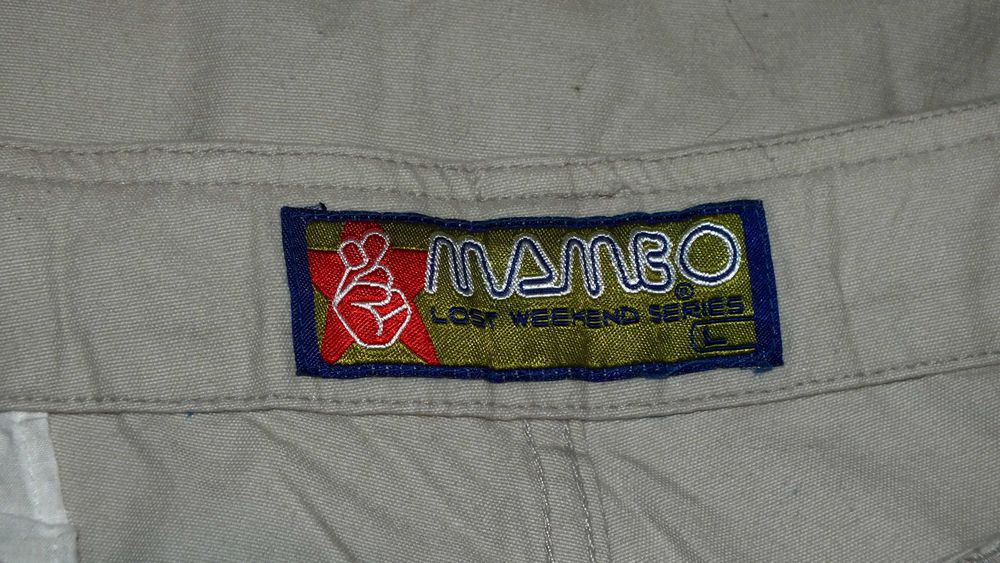 MAMBO
®
LOST WEEKEND SERIES
L